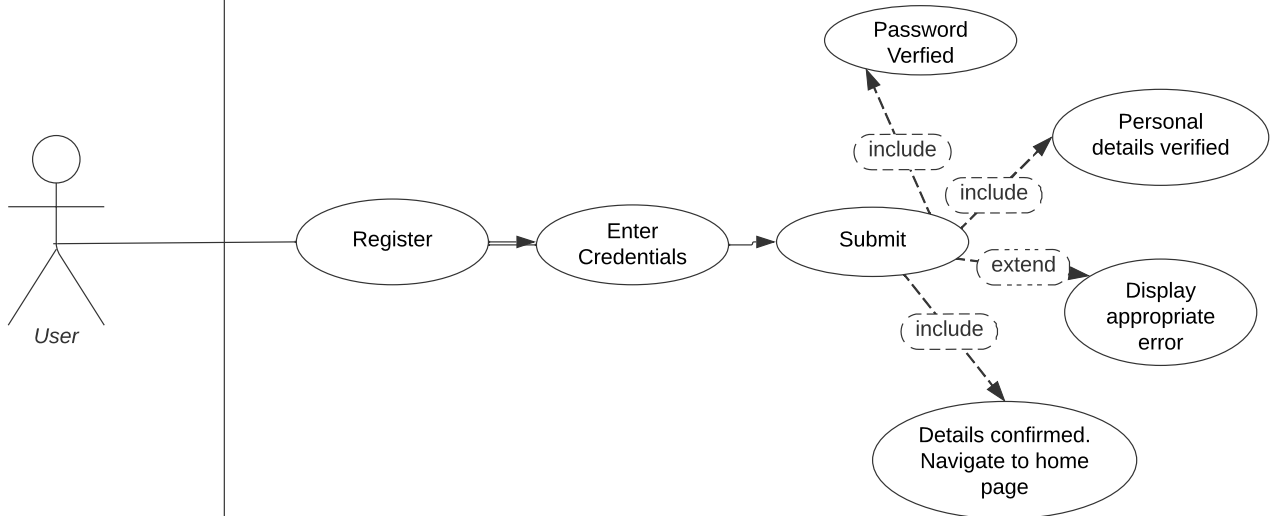 Password
Verfied
Personal
details verified
include
include
Register
Enter
Credentials
Submit
extend
Display
appropriate
error
User
include
Details confirmed.
Navigate to home
page